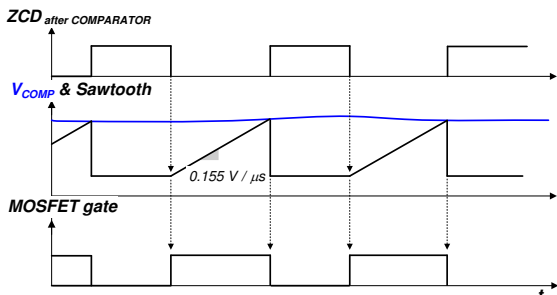 ZCD after COMPARATOR
VCOMP & Sawtooth
0.155 V / μs
MOSFET gate
t